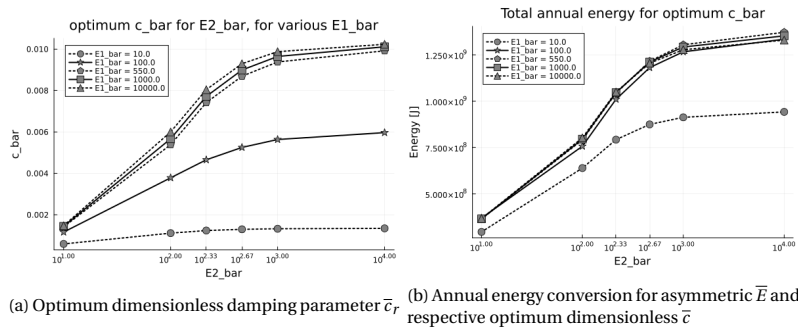 optimum c_bar for E2_bar, for various E1_bar
E1_bar = 10.0
E1_bar = 100.0
E1_bar = 550.0
E1_bar = 1000.0
E1_bar = 10000.0
0.010
0.008
0.006
0.004
0.002
c_bar
10^1.00
10^2.00
10^2.33
10^2.67
10^3.00
10^4.00
E2_bar
(a) Optimum dimensionless damping parameter c̅_r
Total annual energy for optimum c_bar
E1_bar = 10.0
E1_bar = 100.0
E1_bar = 550.0
E1_bar = 1000.0
E1_bar = 10000.0
1.250×10^9
1.000×10^9
7.500×10^8
5.000×10^8
Energy [J]
10^1.00
10^2.00
10^2.33
10^2.67
10^3.00
10^4.00
E2_bar
(b) Annual energy conversion for asymmetric E̅ and
respective optimum dimensionless c̅